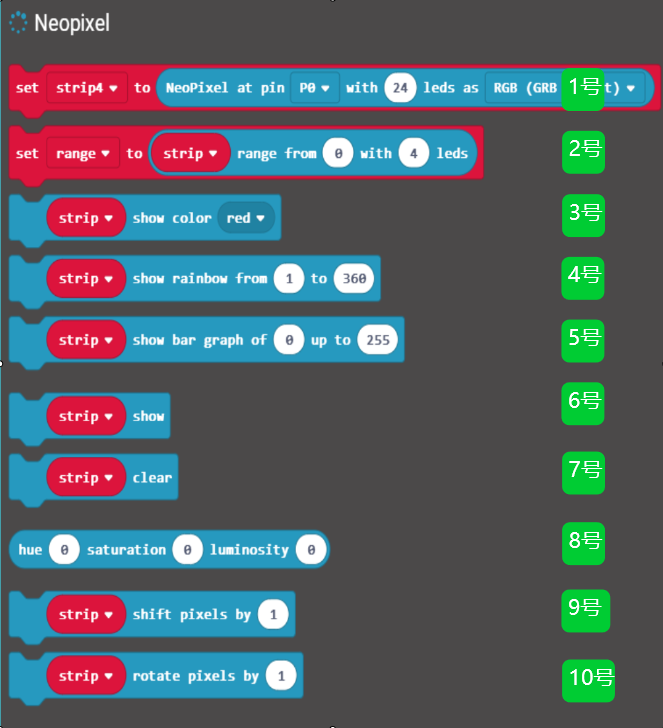 Neopixel
set strip4 to NeoPixel at pin P0 with 24 leds as RGB (GRB t) 1号
set range to strip range from 0 with 4 leds 2号
strip show color red 3号
strip show rainbow from 1 to 360 4号
strip show bar graph of 0 up to 255 5号
strip show 6号
strip clear 7号
hue 0 saturation 0 luminosity 0 8号
strip shift pixels by 1 9号
strip rotate pixels by 1 10号